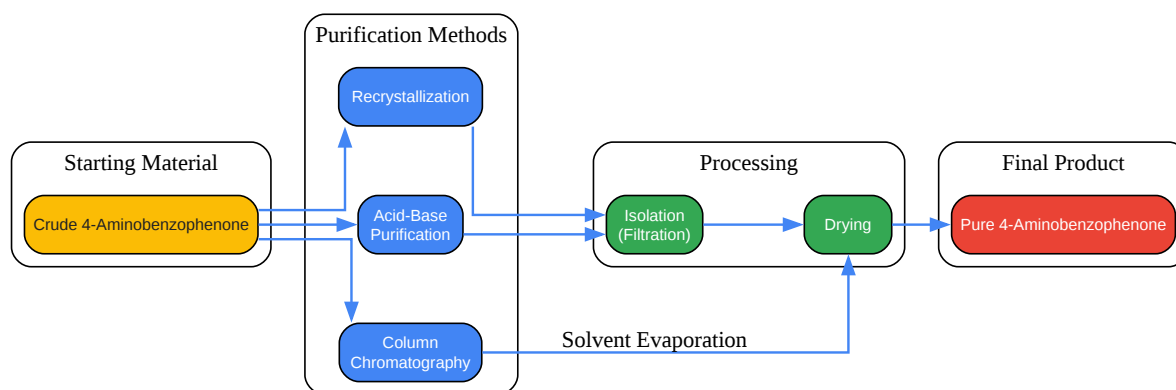 Purification Methods
Recrystallization
Starting Material
Crude 4-Aminobenzophenone
Acid-Base
Purification
Column
Chromatography
Solvent Evaporation
Processing
Isolation
(Filtration)
Drying
Final Product
Pure 4-Aminobenzophenone